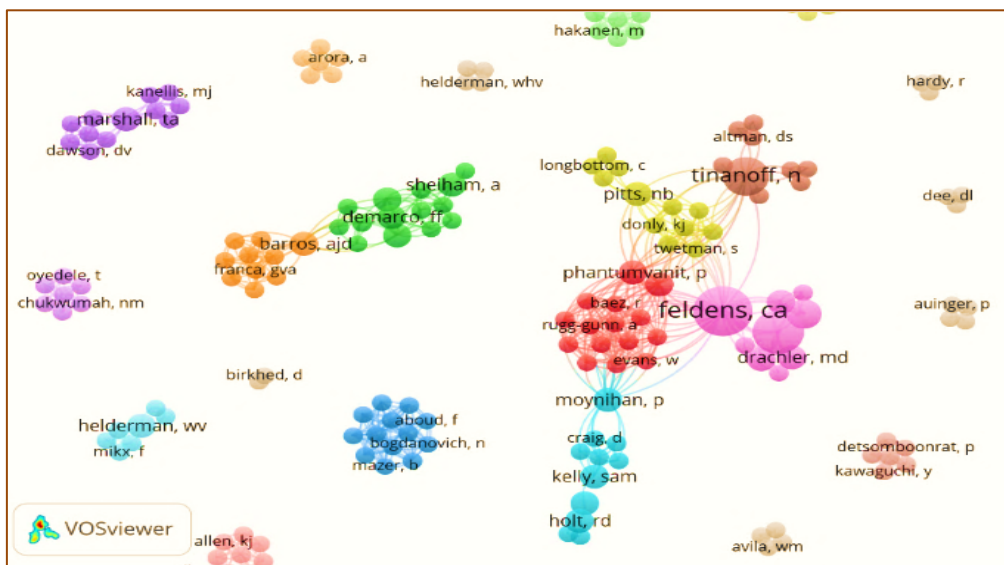 hakanen, m
arora, a
helderman, whv
hardy, r
kanellis, mj
marshall, ta
dawson, dv
altman, ds
longbottom, c
tinanoff, n
sheiham, a
pitts, nb
dee, dl
demarco, ff
donly, kj
barros, ajd
twetman, s
franca, gva
phantumvanit, p
oyedele, t
chukwumah, nm
baez, r
feldens, ca
auinger, p
rugg-gunn, a
evans, w
drachler, md
birkhed, d
moynihan, p
helderman, wv
aboud, f
craig, d
bogdanovich, n
mikx, f
mazer, b
detsomboonrat, p
kawaguchi, y
kelly, sam
holt, rd
VOSviewer
allen, kj
avila, wm